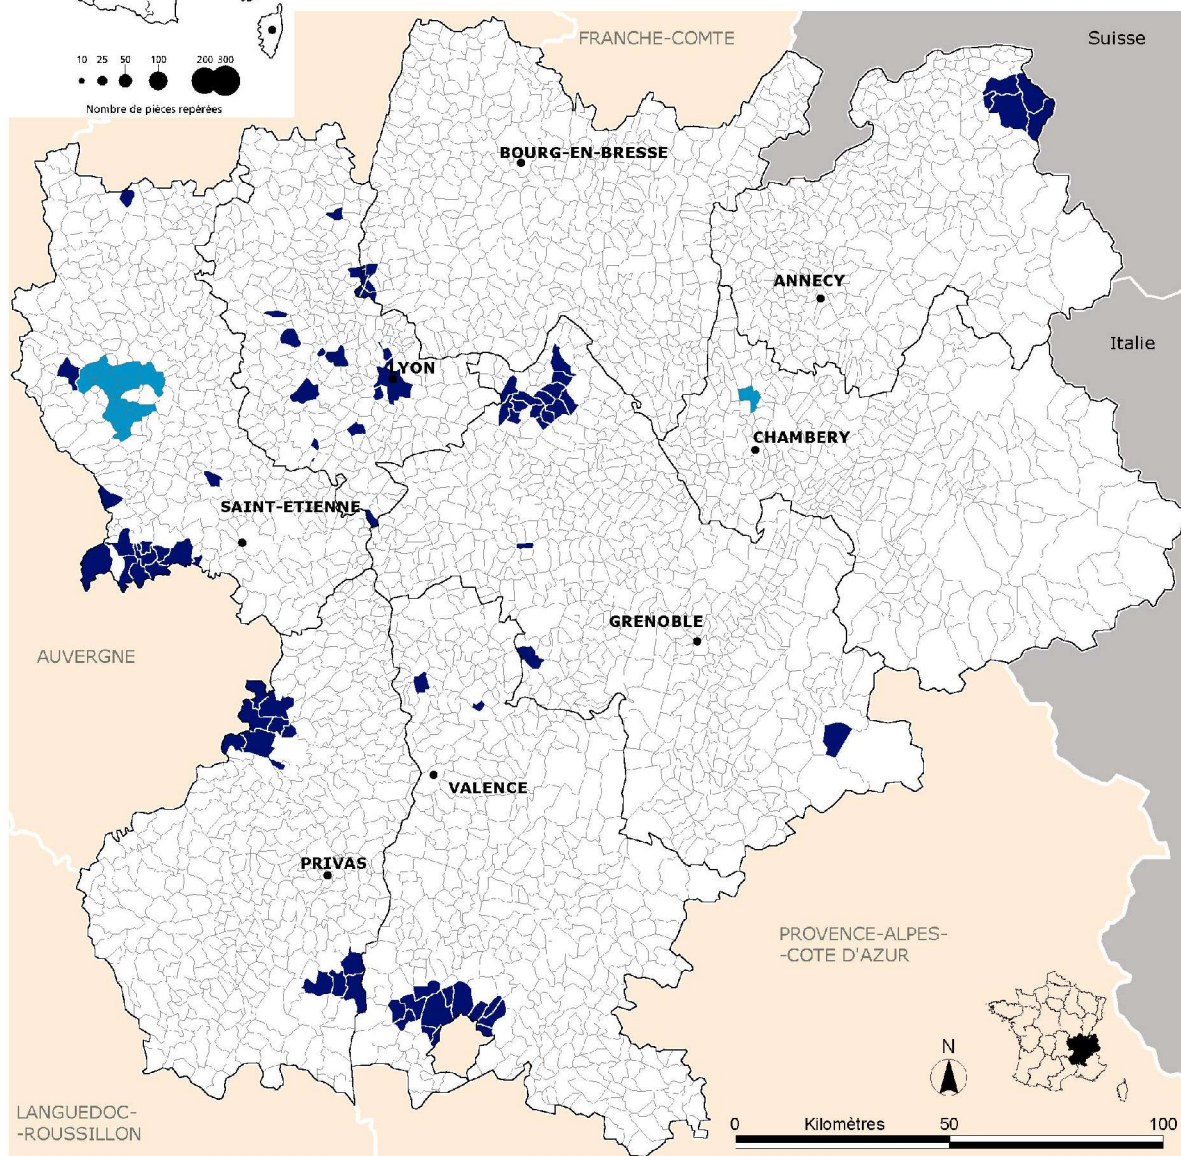 10 25 50 100 200 300
Nombre de pièces repérées
FRANCHE-COMTE
Suisse
BOURG-EN-BRESSE
ANNECY
Italie
LYON
CHAMBERY
SAINT-ETIENNE
GRENOBLE
AUVERGNE
VALENCE
PRIVAS
PROVENCE-ALPES-
-COTE D'AZUR
N
LANGUEDOC-
-ROUSSILLON
0 Kilomètres 50 100